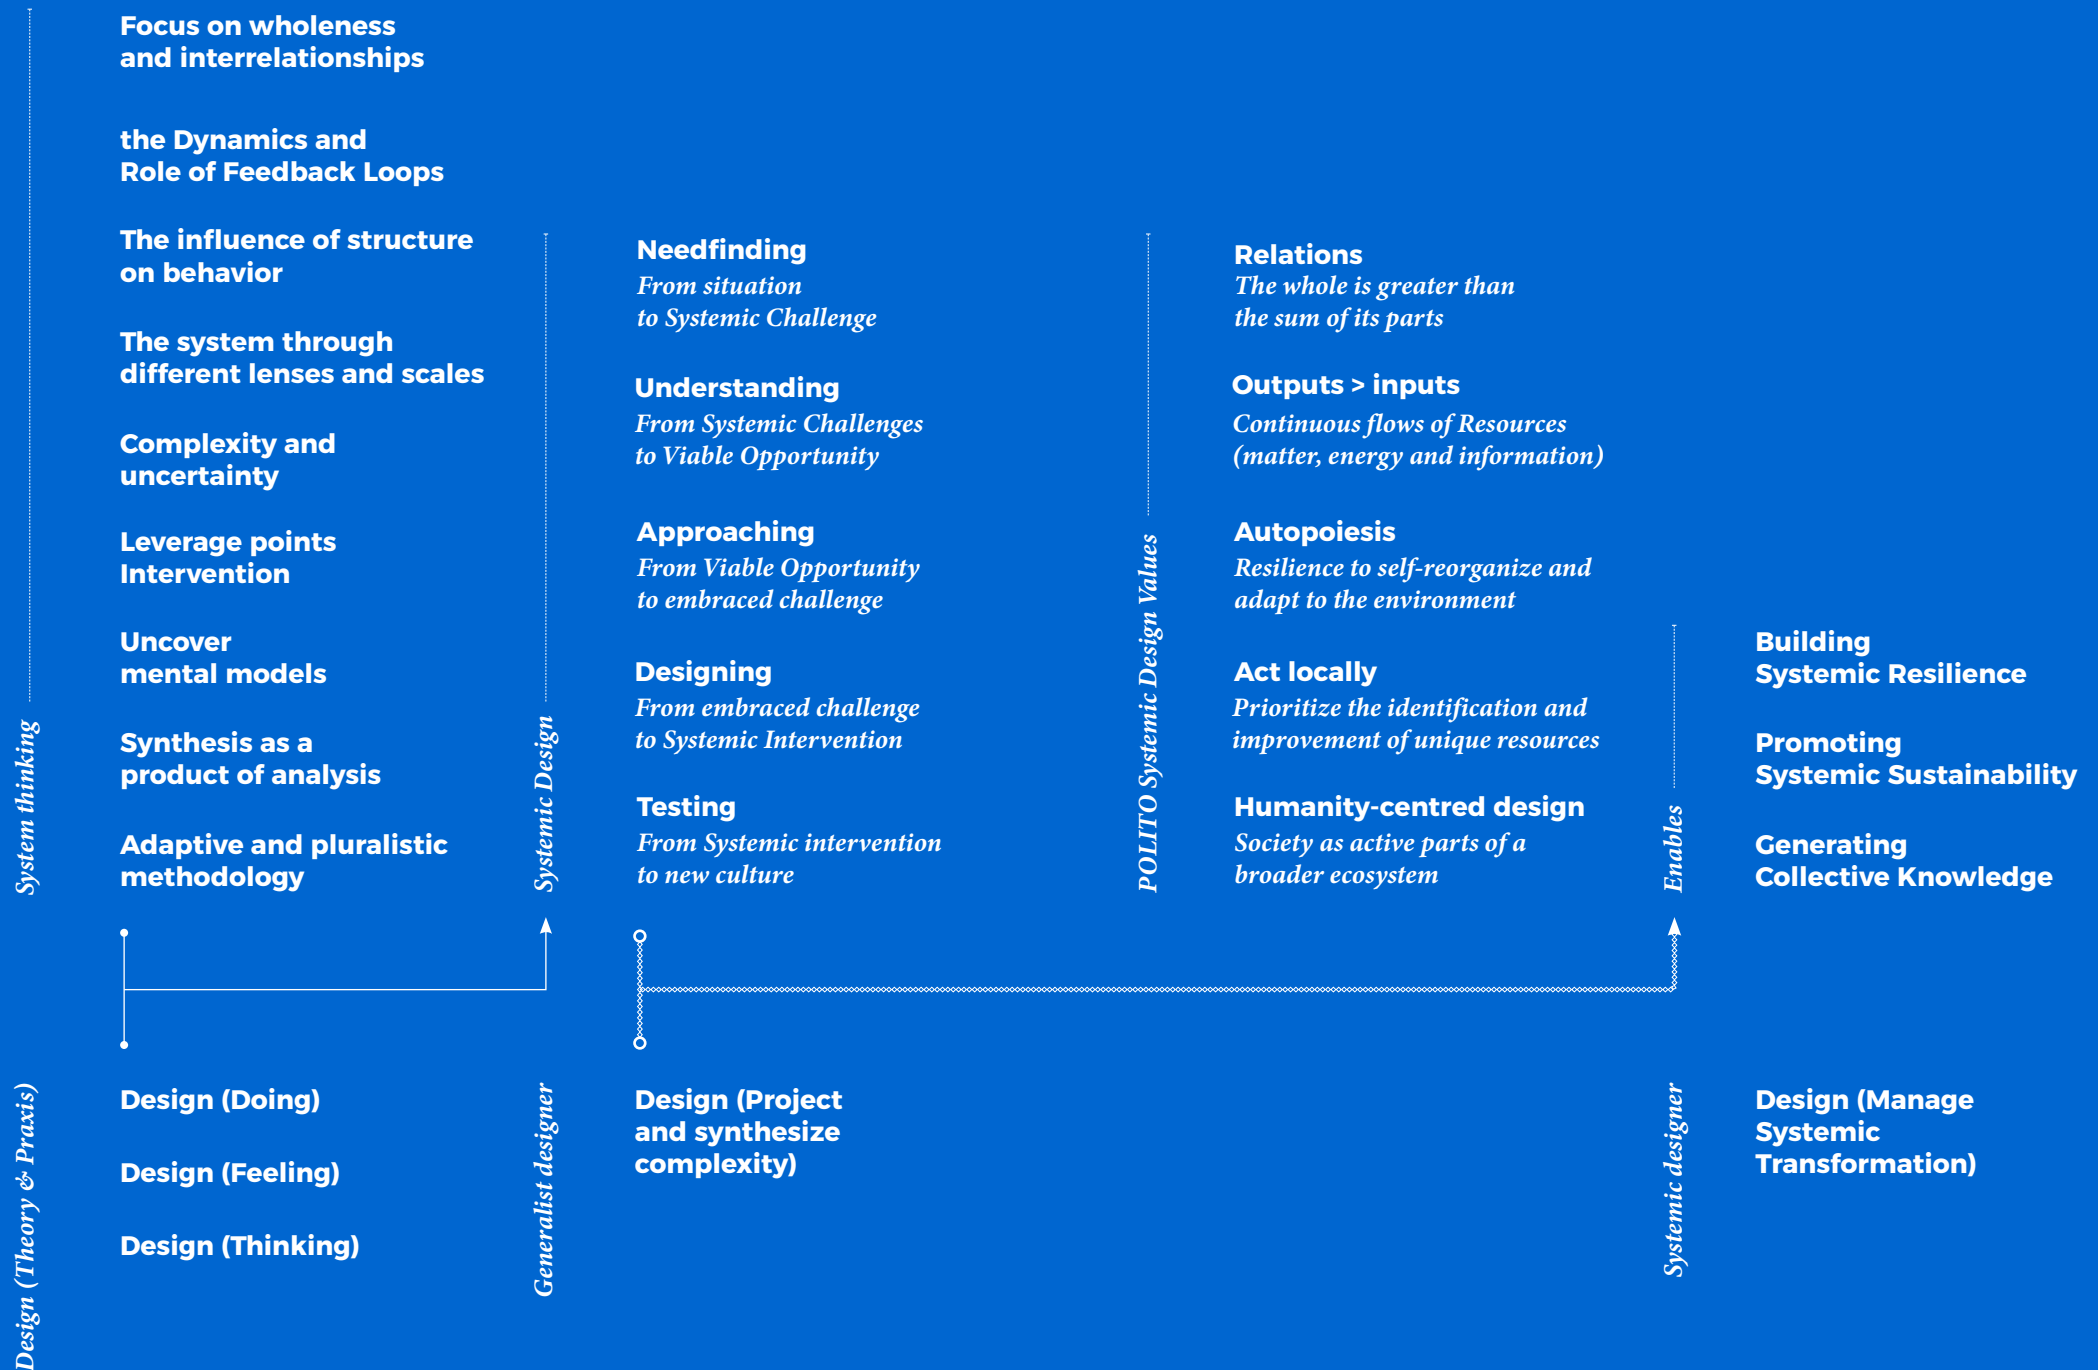 System thinking
Focus on wholeness
and interrelationships
the Dynamics and
Role of Feedback Loops
The influence of structure
on behavior
The system through
different lenses and scales
Complexity and
uncertainty
Leverage points
Intervention
Uncover
mental models
Synthesis as a
product of analysis
Adaptive and pluralistic
methodology
Systemic Design
Needfinding
From situation
to Systemic Challenge
Understanding
From Systemic Challenges
to Viable Opportunity
Approaching
From Viable Opportunity
to embraced challenge
Designing
From embraced challenge
to Systemic Intervention
Testing
From Systemic intervention
to new culture
POLITO Systemic Design Values
Relations
The whole is greater than
the sum of its parts
Outputs > inputs
Continuous flows of Resources
(matter, energy and information)
Autopoiesis
Resilience to self-reorganize and
adapt to the environment
Act locally
Prioritize the identification and
improvement of unique resources
Humanity-centred design
Society as active parts of a
broader ecosystem
Enables
Building
Systemic Resilience
Promoting
Systemic Sustainability
Generating
Collective Knowledge
Design (Theory & Praxis)
Design (Doing)
Design (Feeling)
Design (Thinking)
Generalist designer
Design (Project
and synthesize
complexity)
Systemic designer
Design (Manage
Systemic
Transformation)